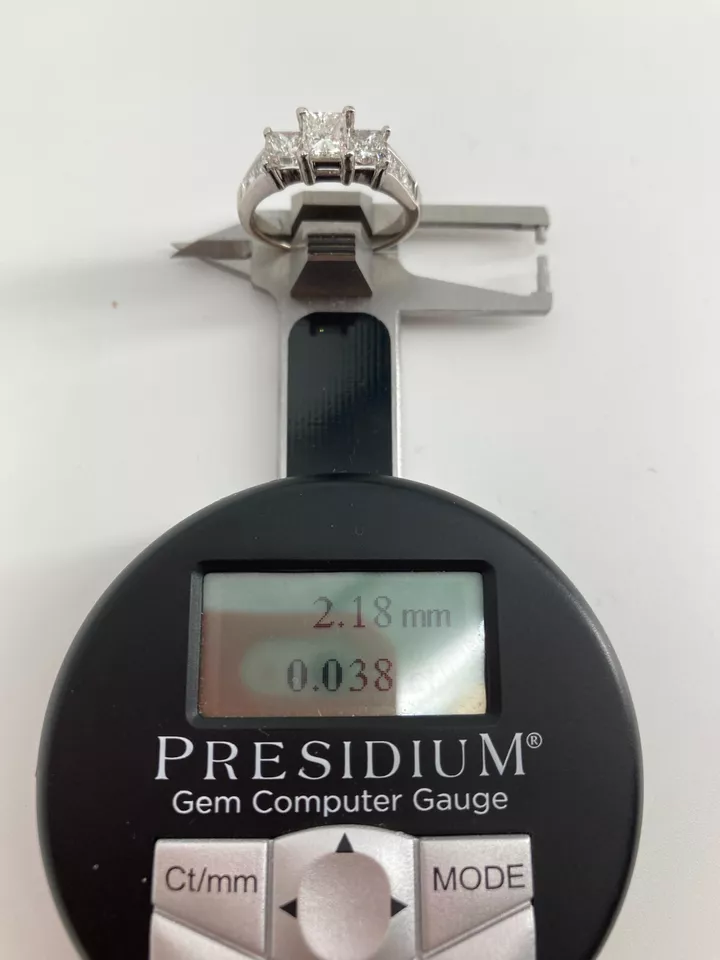 2.18 mm
0.038
PRESIDIUM®
Gem Computer Gauge
Ct/mm
MODE